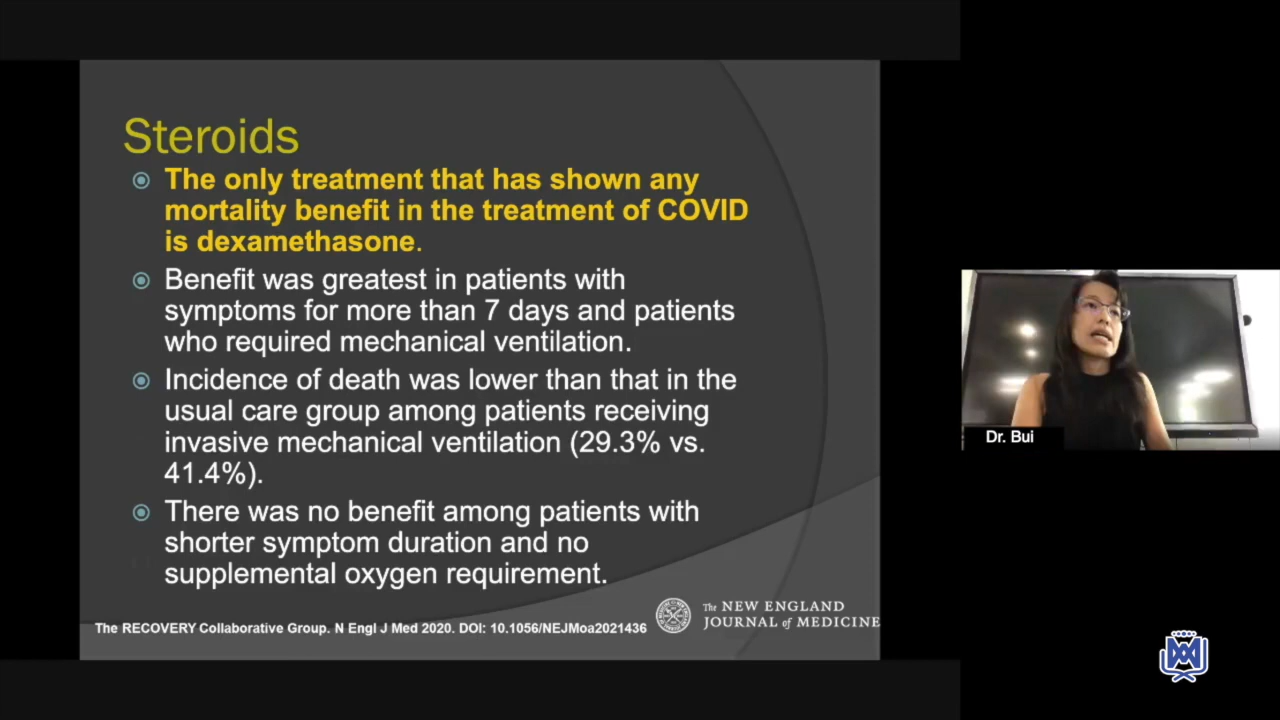 Steroids
The only treatment that has shown any
mortality benefit in the treatment of COVID
is dexamethasone.
Benefit was greatest in patients with
symptoms for more than 7 days and patients
who required mechanical ventilation.
Incidence of death was lower than that in the
usual care group among patients receiving
invasive mechanical ventilation (29.3% vs.
41.4%).
There was no benefit among patients with
shorter symptom duration and no
supplemental oxygen requirement.
The RECOVERY Collaborative Group. N Engl J Med 2020. DOI: 10.1056/NEJMoa2021436
The NEW ENGLAND
JOURNAL of MEDICINE
Dr. Bui